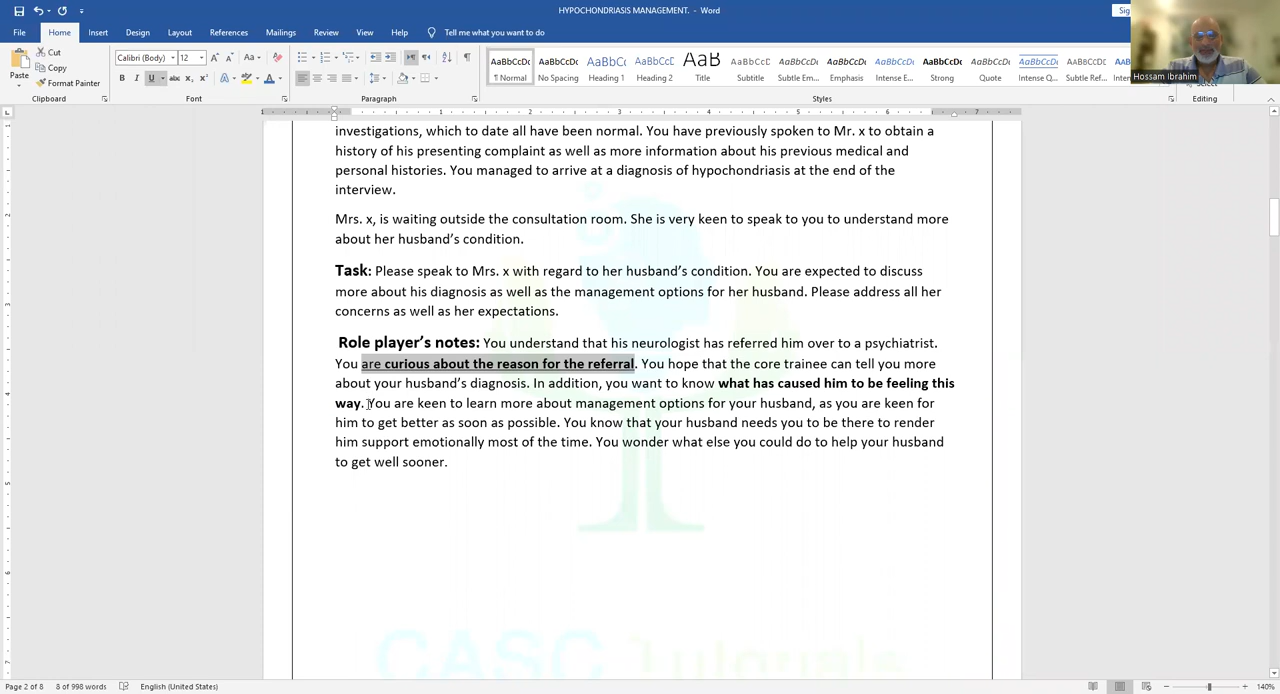 HYPOCHONDRIASIS MANAGEMENT. - Word
File Home Insert Design Layout References Mailings Review View Help Tell me what you want to do
Hossam Ibrahim
Paste
Cut
Copy
Format Painter
Clipboard
Calibri (Body) 12
Font
Paragraph
AaBbCcDc AaBbCcDc AaBbCc AaBbCcC AaB AaBbCcD AaBbCcDc AaBbCcDc AaBbCcDc AaBbCcDc AaBbCcDc AaBbCcDc AaBbCcDc
¶ Normal No Spacing Heading 1 Heading 2 Title Subtitle Subtle Em... Emphasis Intense E... Strong Quote Intense Q... Subtle Ref...
Styles
Editing
investigations, which to date all have been normal. You have previously spoken to Mr. x to obtain a
history of his presenting complaint as well as more information about his previous medical and
personal histories. You managed to arrive at a diagnosis of hypochondriasis at the end of the
interview.
Mrs. x, is waiting outside the consultation room. She is very keen to speak to you to understand more
about her husband’s condition.
Task: Please speak to Mrs. x with regard to her husband’s condition. You are expected to discuss
more about his diagnosis as well as the management options for her husband. Please address all her
concerns as well as her expectations.
Role player’s notes: You understand that his neurologist has referred him over to a psychiatrist.
You are curious about the reason for the referral. You hope that the core trainee can tell you more
about your husband’s diagnosis. In addition, you want to know what has caused him to be feeling this
way. You are keen to learn more about management options for your husband, as you are keen for
him to get better as soon as possible. You know that your husband needs you to be there to render
him support emotionally most of the time. You wonder what else you could do to help your husband
to get well sooner.
CASC Tutorials
Page 2 of 8 8 of 998 words English (United States) 140%